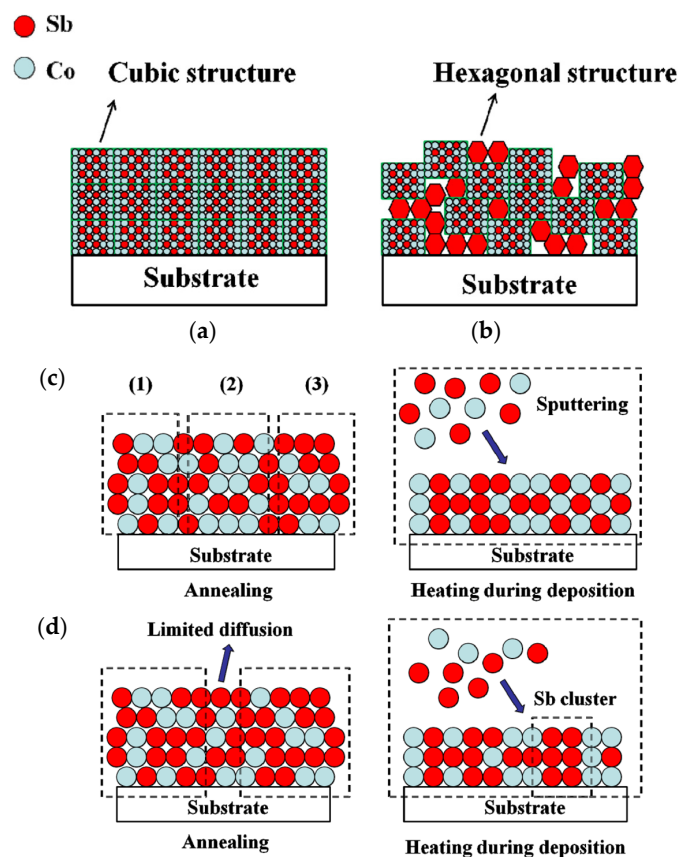 Sb
Co
Cubic structure
Hexagonal structure
Substrate
Substrate
(a)
(b)
(c)
(1)
(2)
(3)
Sputtering
Substrate
Substrate
Annealing
Heating during deposition
(d)
Limited diffusion
Sb cluster
Substrate
Substrate
Annealing
Heating during deposition